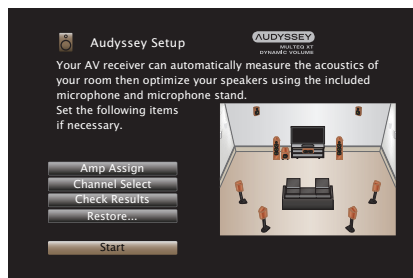 Audyssey Setup
AUDYSSEY
MULTEQ XT
DYNAMIC VOLUME
Your AV receiver can automatically measure the acoustics of
your room then optimize your speakers using the included
microphone and microphone stand.
Set the following items
if necessary.
Amp Assign
Channel Select
Check Results
Restore...
Start